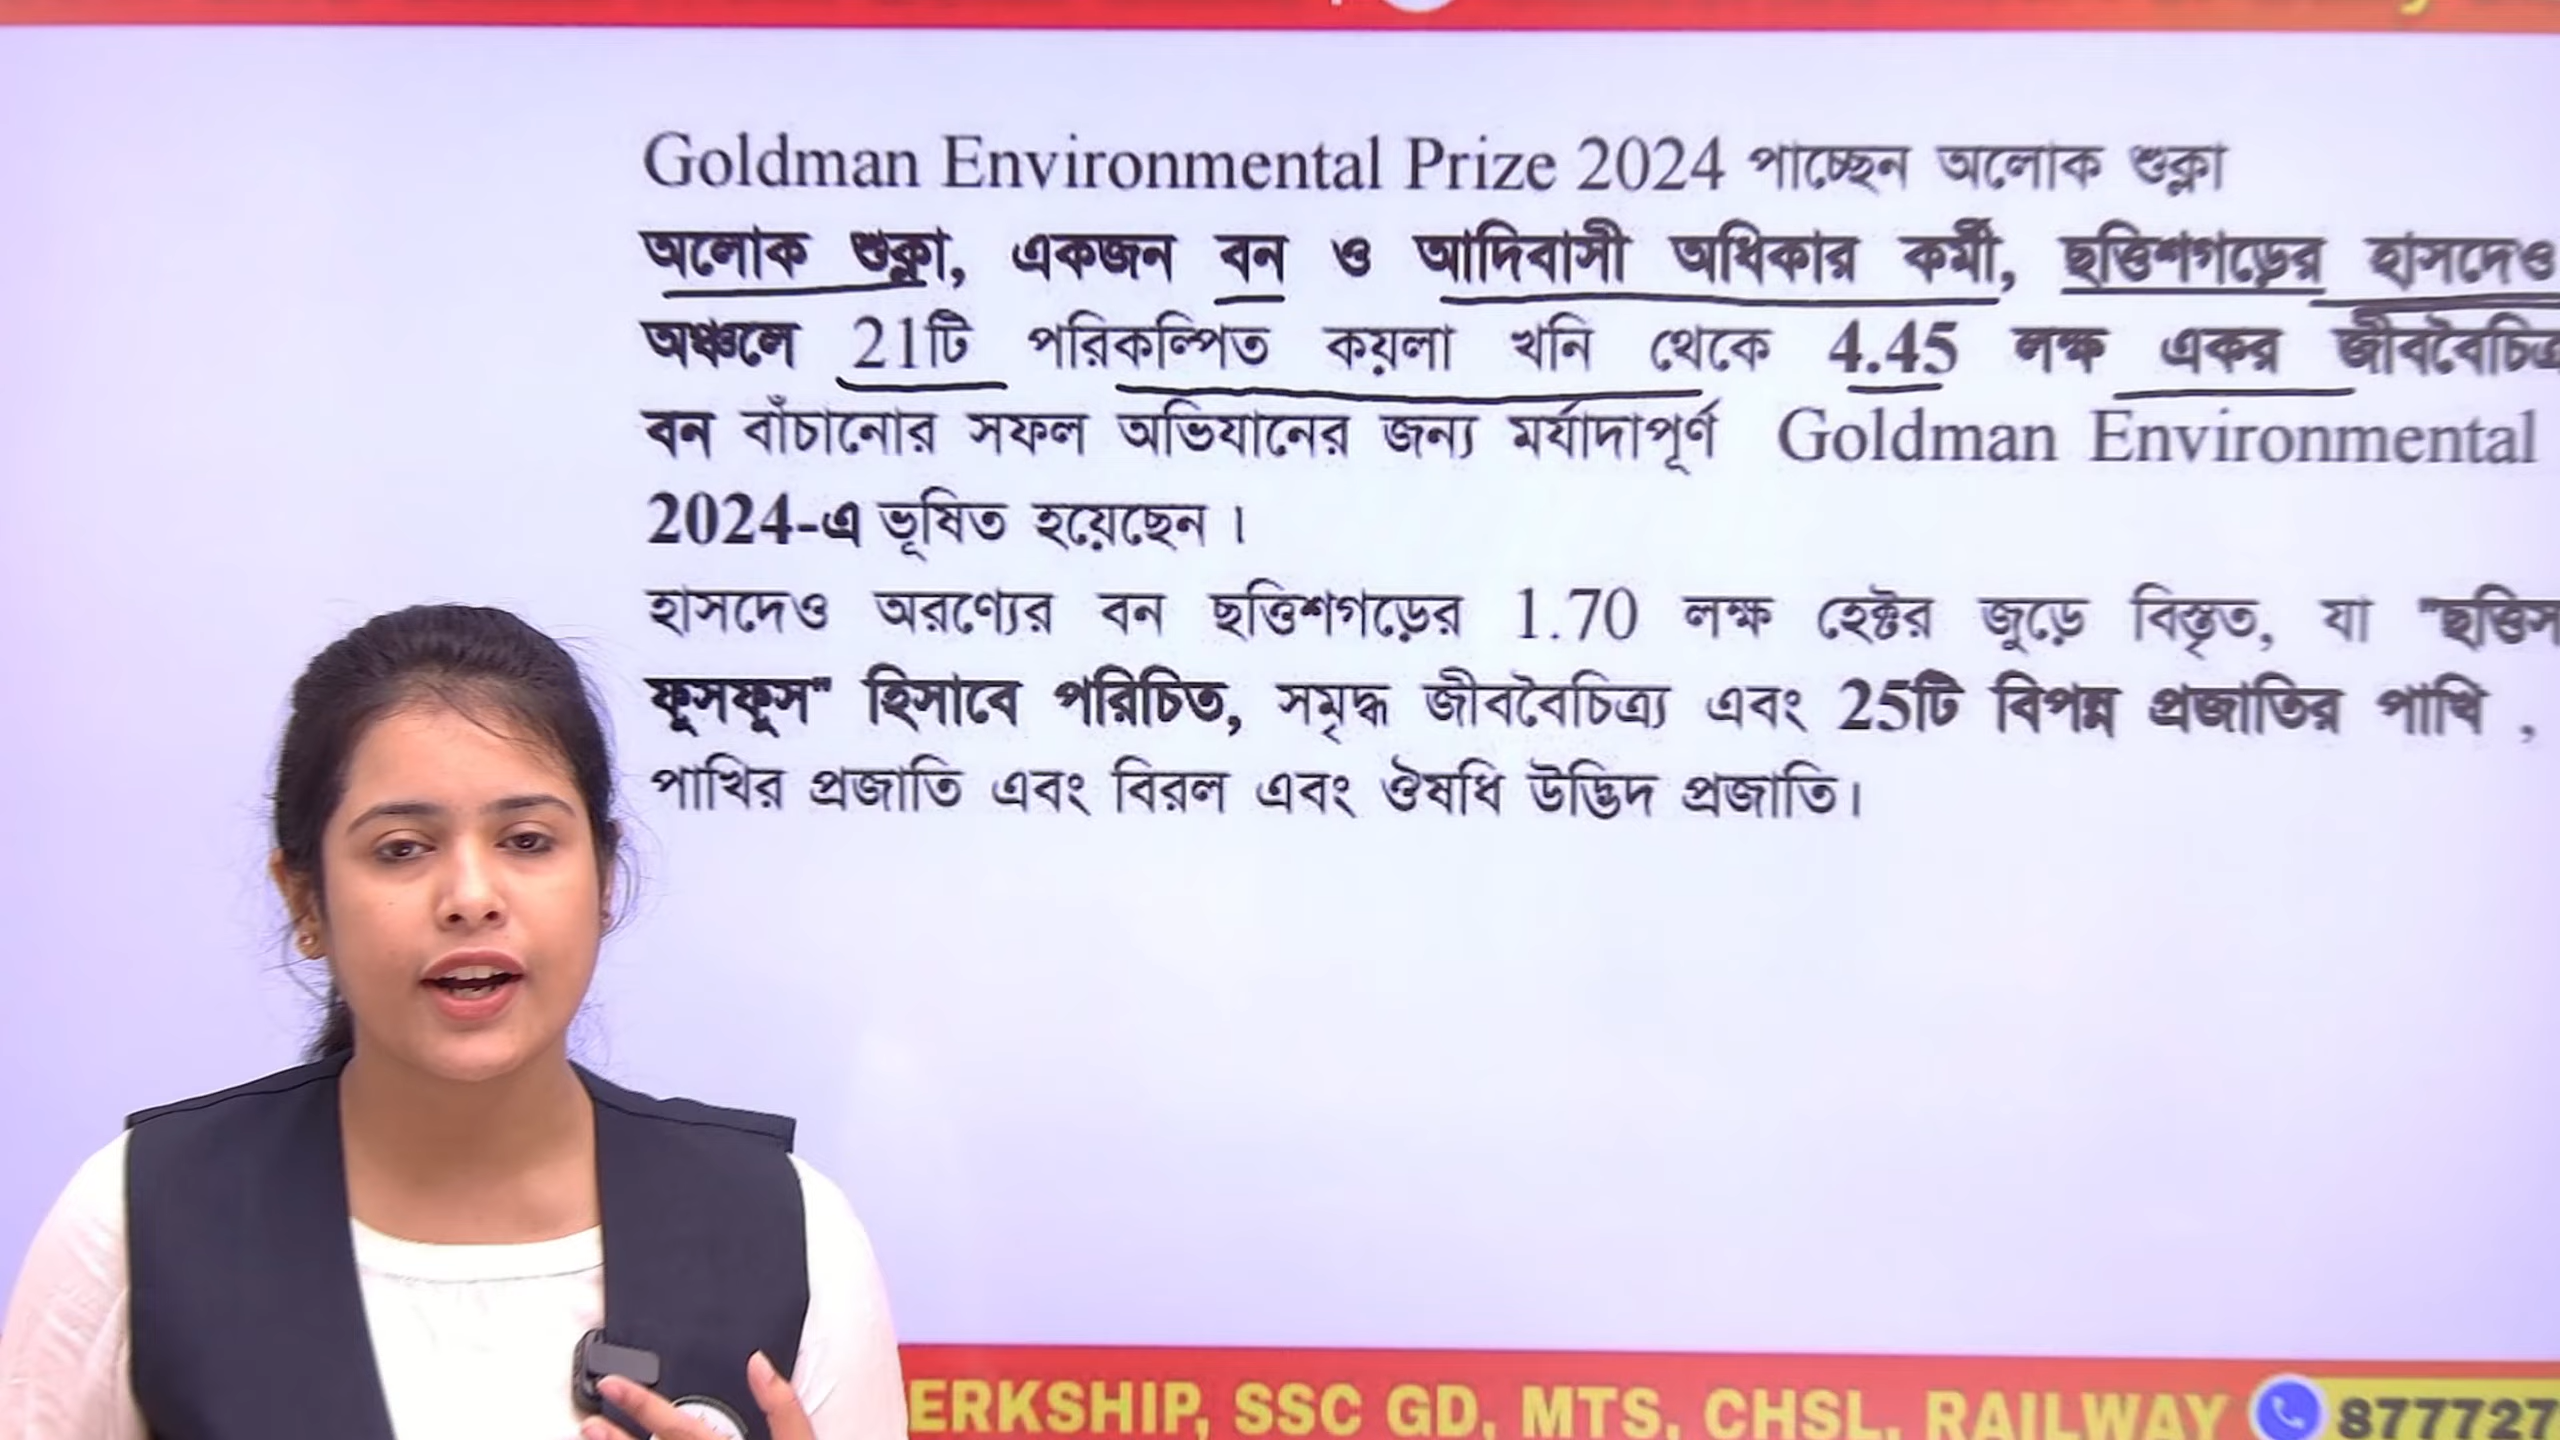 Goldman Environmental Prize 2024 পাচ্ছেন অলোক শুক্লা
অলোক শুক্লা, একজন বন ও আদিবাসী অধিকার কর্মী, ছত্তিশগড়ের হাসদেও
অঞ্চলে 21টি পরিকল্পিত কয়লা খনি থেকে 4.45 লক্ষ একর জীববৈচিত্র
বন বাঁচানোর সফল অভিযানের জন্য মর্যাদাপূর্ণ Goldman Environmental
2024-এ ভূষিত হয়েছেন।
হাসদেও অরণ্যের বন ছত্তিশগড়ের 1.70 লক্ষ হেক্টর জুড়ে বিস্তৃত, যা "ছত্তিস
ফুসফুস" হিসাবে পরিচিত, সমৃদ্ধ জীববৈচিত্র্য এবং 25টি বিপন্ন প্রজাতির পাখি ,
পাখির প্রজাতি এবং বিরল এবং ঔষধি উদ্ভিদ প্রজাতি।
ERKSHIP, SSC GD, MTS, CHSL, RAILWAY 877727